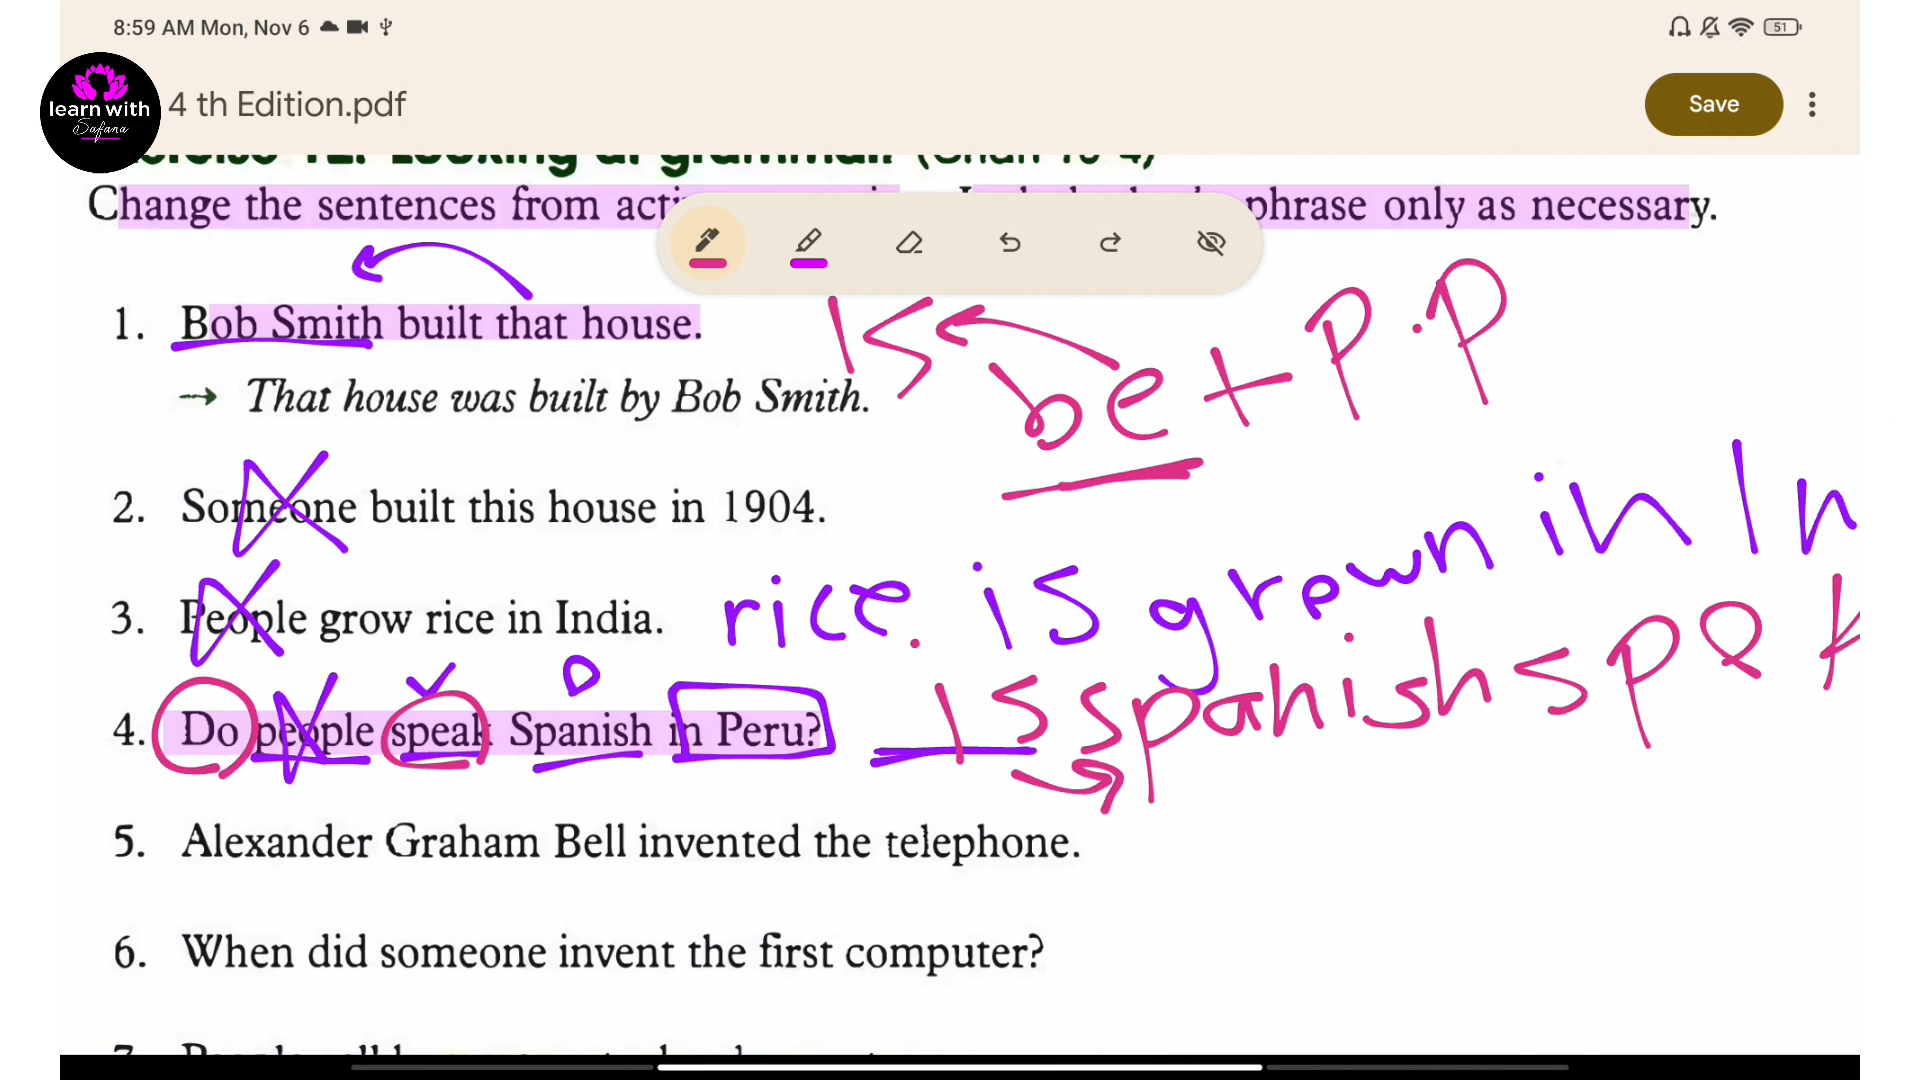 8:59 AM Mon, Nov 6
51
learn with
Safana
4 th Edition.pdf
Save
Change the sentences from phrase only as necessary.
is
be + P.P
1. Bob Smith built that house.
→ That house was built by Bob Smith.
2. Someone built this house in 1904.
3. People grow rice in India.
rice is grown in In
4. Do people speak Spanish in Peru?
Is spanish spek
5. Alexander Graham Bell invented the telephone.
6. When did someone invent the first computer?